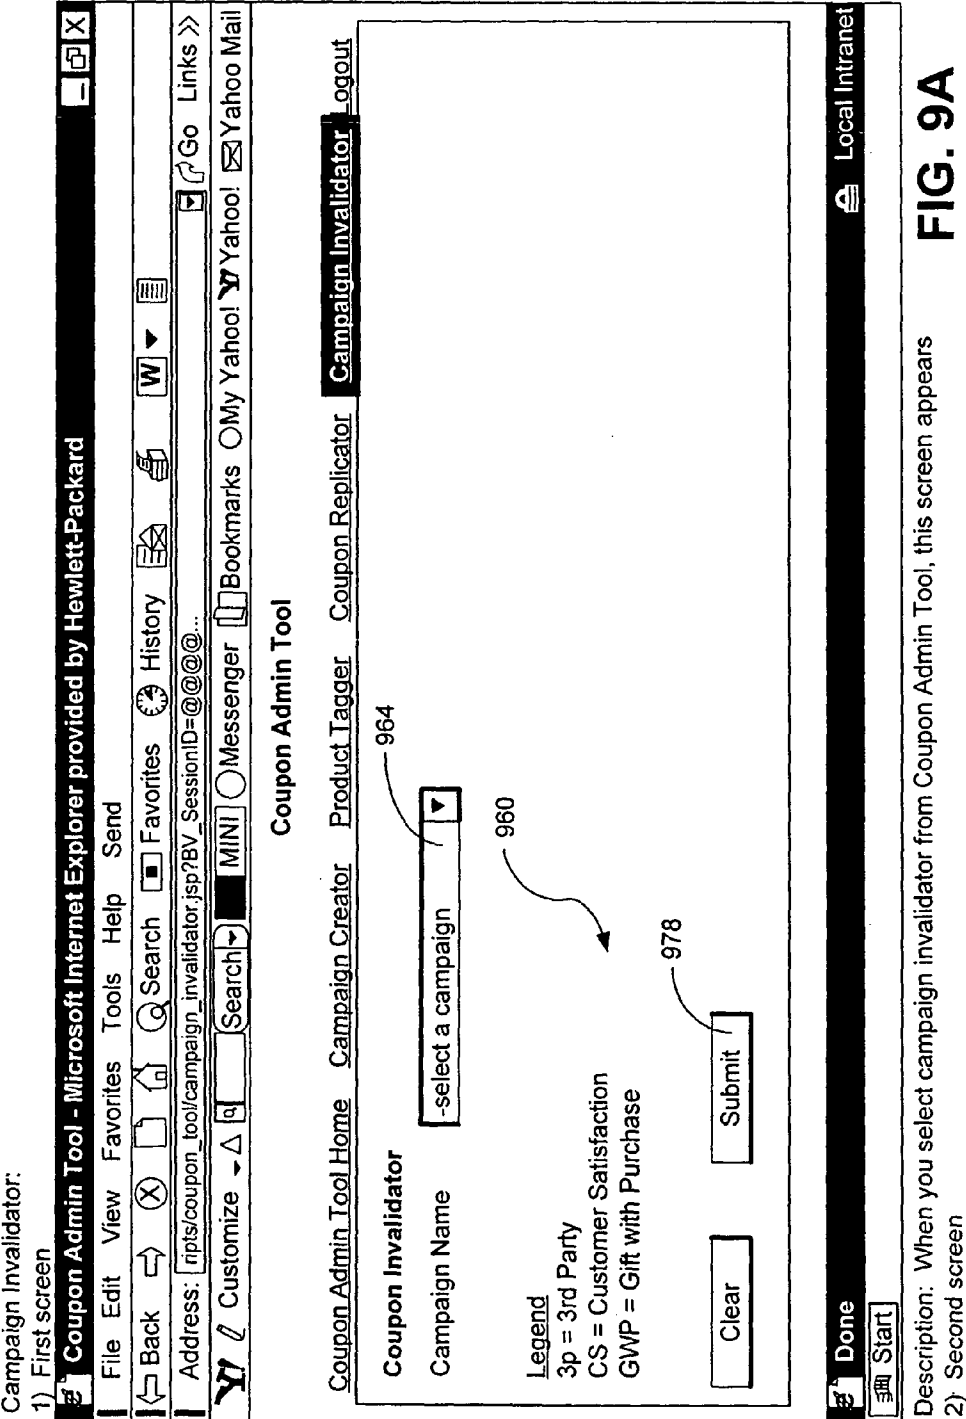 Campaign Invalidator:
1) First screen
Coupon Admin Tool - Microsoft Internet Explorer provided by Hewlett-Packard
File Edit View Favorites Tools Help Send
Back Search Favorites History W
Address: ripts/coupon_tool/campaign_invalidator.jsp?BV_SessionID=@@@@... Go Links >>
Y! Customize Search MINI Messenger Bookmarks My Yahoo! Y! Yahoo! Yahoo Mail
Coupon Admin Tool
Coupon Admin Tool Home Campaign Creator Product Tagger Coupon Replicator Campaign Invalidator Logout
Coupon Invalidator
964
Campaign Name -select a campaign
960
Legend
3p = 3rd Party
CS = Customer Satisfaction
GWP = Gift with Purchase
978
Clear Submit
Done Local Intranet
Start
Description: When you select campaign invalidator from Coupon Admin Tool, this screen appears
2) Second screen
FIG. 9A